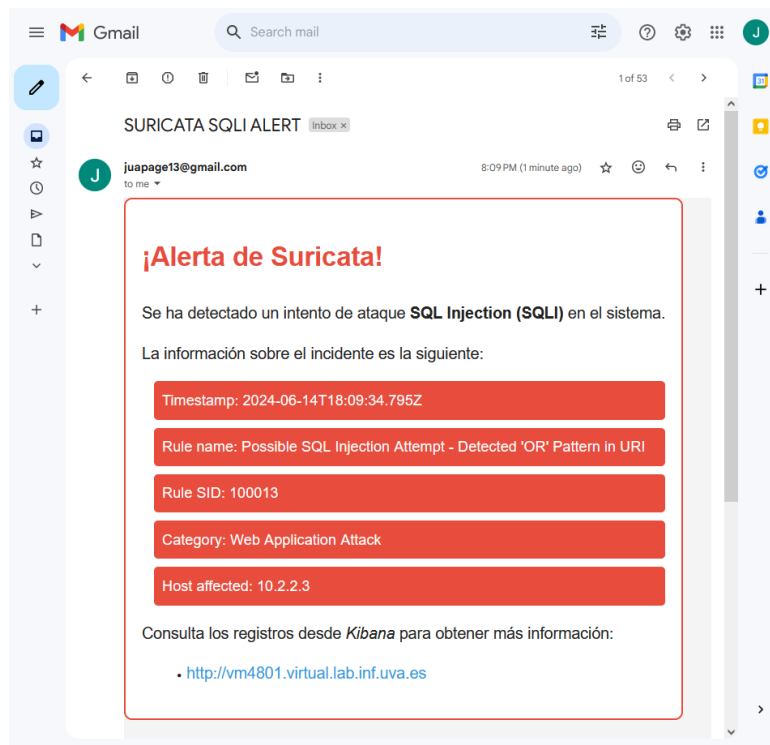 Gmail
Search mail
J
1 of 53
31
SURICATA SQLI ALERT Inbox ×
J
juapage13@gmail.com 8:09 PM (1 minute ago)
to me
¡Alerta de Suricata!
Se ha detectado un intento de ataque SQL Injection (SQLI) en el sistema.
La información sobre el incidente es la siguiente:
Timestamp: 2024-06-14T18:09:34.795Z
Rule name: Possible SQL Injection Attempt - Detected 'OR' Pattern in URI
Rule SID: 100013
Category: Web Application Attack
Host affected: 10.2.2.3
Consulta los registros desde Kibana para obtener más información:
• http://vm4801.virtual.lab.inf.uva.es